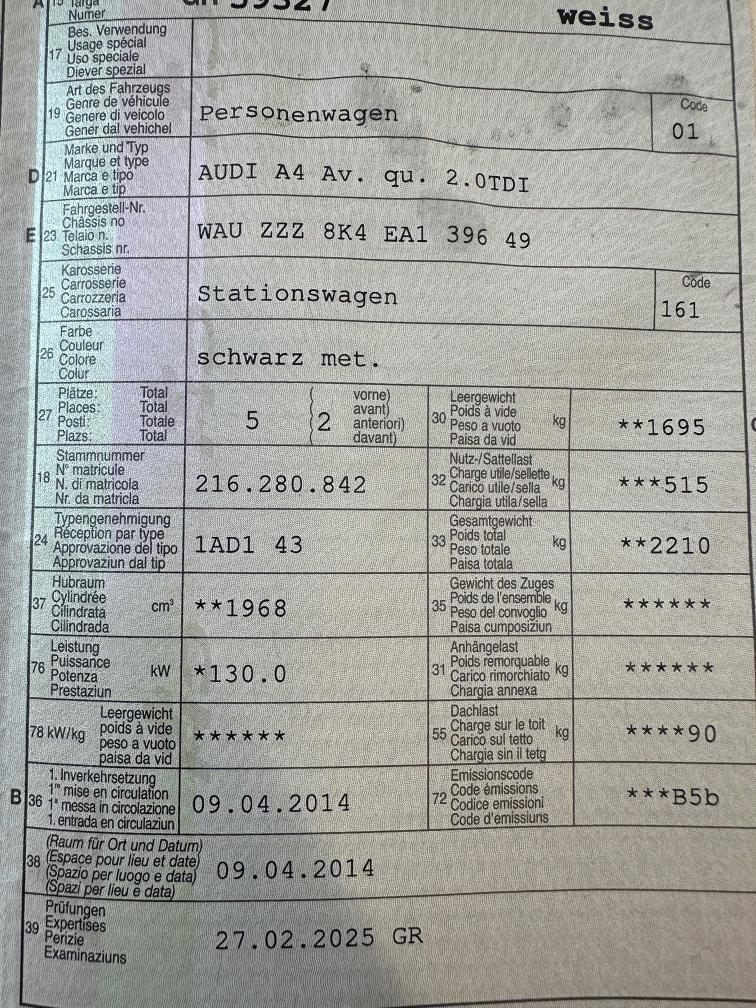 A 15 Targa
Numer
weiss
17 Bes. Verwendung
Usage spécial
Uso speciale
Diever spezial
19 Art des Fahrzeugs
Genre de véhicule
Genere di veicolo
Gener dal vehichel
Personenwagen
Code
01
D 21 Marke und Typ
Marque et type
Marca e tipo
Marca e tip
AUDI A4 Av. qu. 2.0TDI
E 23 Fahrgestell-Nr.
Châssis no
Telaio n.
Schassis nr.
WAU ZZZ 8K4 EA1 396 49
25 Karosserie
Carrosserie
Carrozzeria
Carossaria
Stationswagen
Code
161
26 Farbe
Couleur
Colore
Colur
schwarz met.
27 Plätze: Total
Places: Total
Posti: Totale
Plazs: Total
5
2
vorne)
avant)
anteriori)
davant)
30 Leergewicht
Poids à vide
Peso a vuoto
Paisa da vid
kg
**1695
18 Stammnummer
N° matricule
N. di matricola
Nr. da matricla
216.280.842
32 Nutz-/Sattellast
Charge utile/sellette
Carico utile/sella
Chargia utila/sella
kg
***515
24 Typengenehmigung
Réception par type
Approvazione del tipo
Approvaziun dal tip
1AD1 43
33 Gesamtgewicht
Poids total
Peso totale
Paisa totala
kg
**2210
37 Hubraum
Cylindrée
Cilindrata
Cilindrada
cm³
**1968
35 Gewicht des Zuges
Poids de l'ensemble
Peso del convoglio
Paisa cumposiziun
kg
******
76 Leistung
Puissance
Potenza
Prestaziun
kW
*130.0
31 Anhängelast
Poids remorquable
Carico rimorchiato
Chargia annexa
kg
******
78 kW/kg
Leergewicht
poids à vide
peso a vuoto
paisa da vid
******
55 Dachlast
Charge sur le toit
Carico sul tetto
Chargia sin il tetg
kg
****90
B 36 1. Inverkehrsetzung
1re mise en circulation
1a messa in circolazione
1. entrada en circulaziun
09.04.2014
72 Emissionscode
Code émissions
Codice emissioni
Code d'emissiuns
***B5b
38 (Raum für Ort und Datum)
(Espace pour lieu et date)
(Spazio per luogo e data)
(Spazi per lieu e data)
09.04.2014
39 Prüfungen
Expertises
Perizie
Examinaziuns
27.02.2025 GR